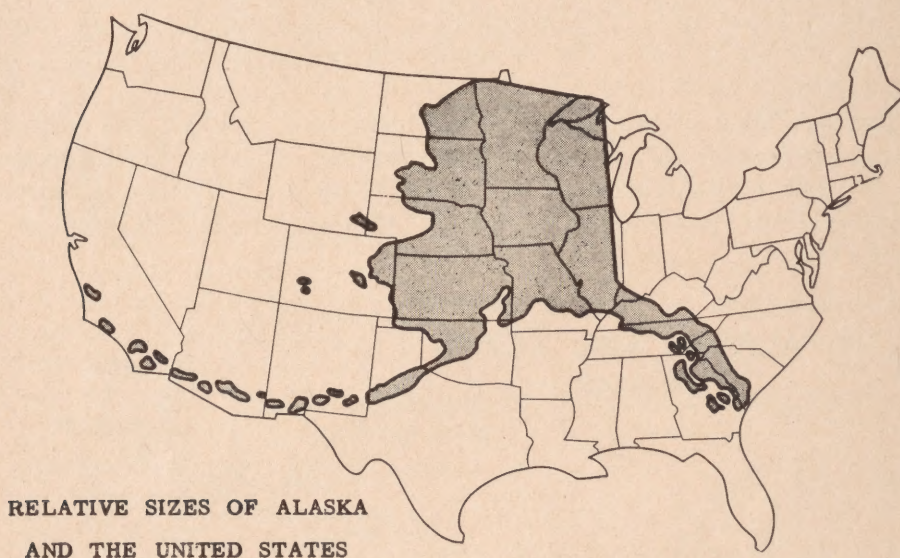 RELATIVE SIZES OF ALASKA
AND THE UNITED STATES